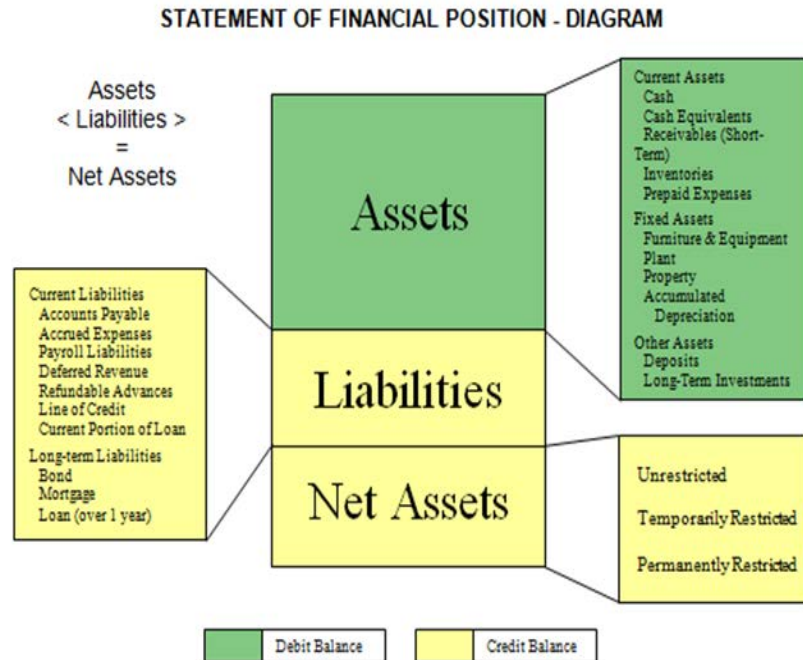 STATEMENT OF FINANCIAL POSITION - DIAGRAM
Assets
< Liabilities >
=
Net Assets
Assets
Liabilities
Net Assets
Current Assets
Cash
Cash Equivalents
Receivables (Short-
Term)
Inventories
Prepaid Expenses
Fixed Assets
Furniture & Equipment
Plant
Property
Accumulated
Depreciation
Other Assets
Deposits
Long-Term Investments
Current Liabilities
Accounts Payable
Accrued Expenses
Payroll Liabilities
Deferred Revenue
Refundable Advances
Line of Credit
Current Portion of Loan
Long-term Liabilities
Bond
Mortgage
Loan (over 1 year)
Unrestricted
Temporarily Restricted
Permanently Restricted
Debit Balance
Credit Balance